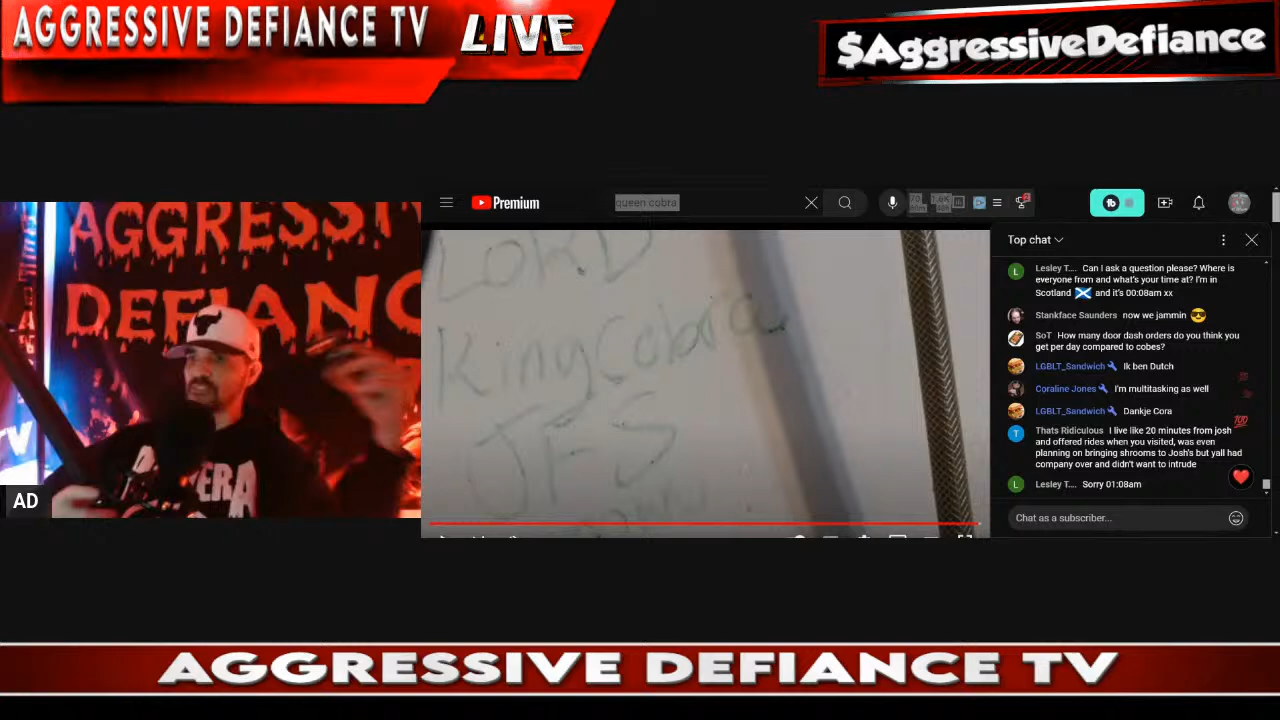 AGGRESSIVE DEFIANCE TV
LIVE
$AggressiveDefiance
AGGRESSI
DEFIANC
TV
AD
Premium
queen cobra
LORD
KingCobra
JFS
Top chat
Lesley T.... Can I ask a question please? Where is
everyone from and what's your time at? I'm in
Scotland 🏴󠁧󠁢󠁳󠁣󠁴󠁿 and it's 00:08am xx
Stankface Saunders now we jammin 😎
SoT How many door dash orders do you think you
get per day compared to cobes?
LGBLT_Sandwich Ik ben Dutch
Coraline Jones I'm multitasking as well
LGBLT_Sandwich Dankje Cora
Thats Ridiculous I live like 20 minutes from josh
and offered rides when you visited, was even
planning on bringing shrooms to Josh's but yall had
company over and didn't want to intrude
Lesley T.... Sorry 01:08am
Chat as a subscriber...
AGGRESSIVE DEFIANCE TV